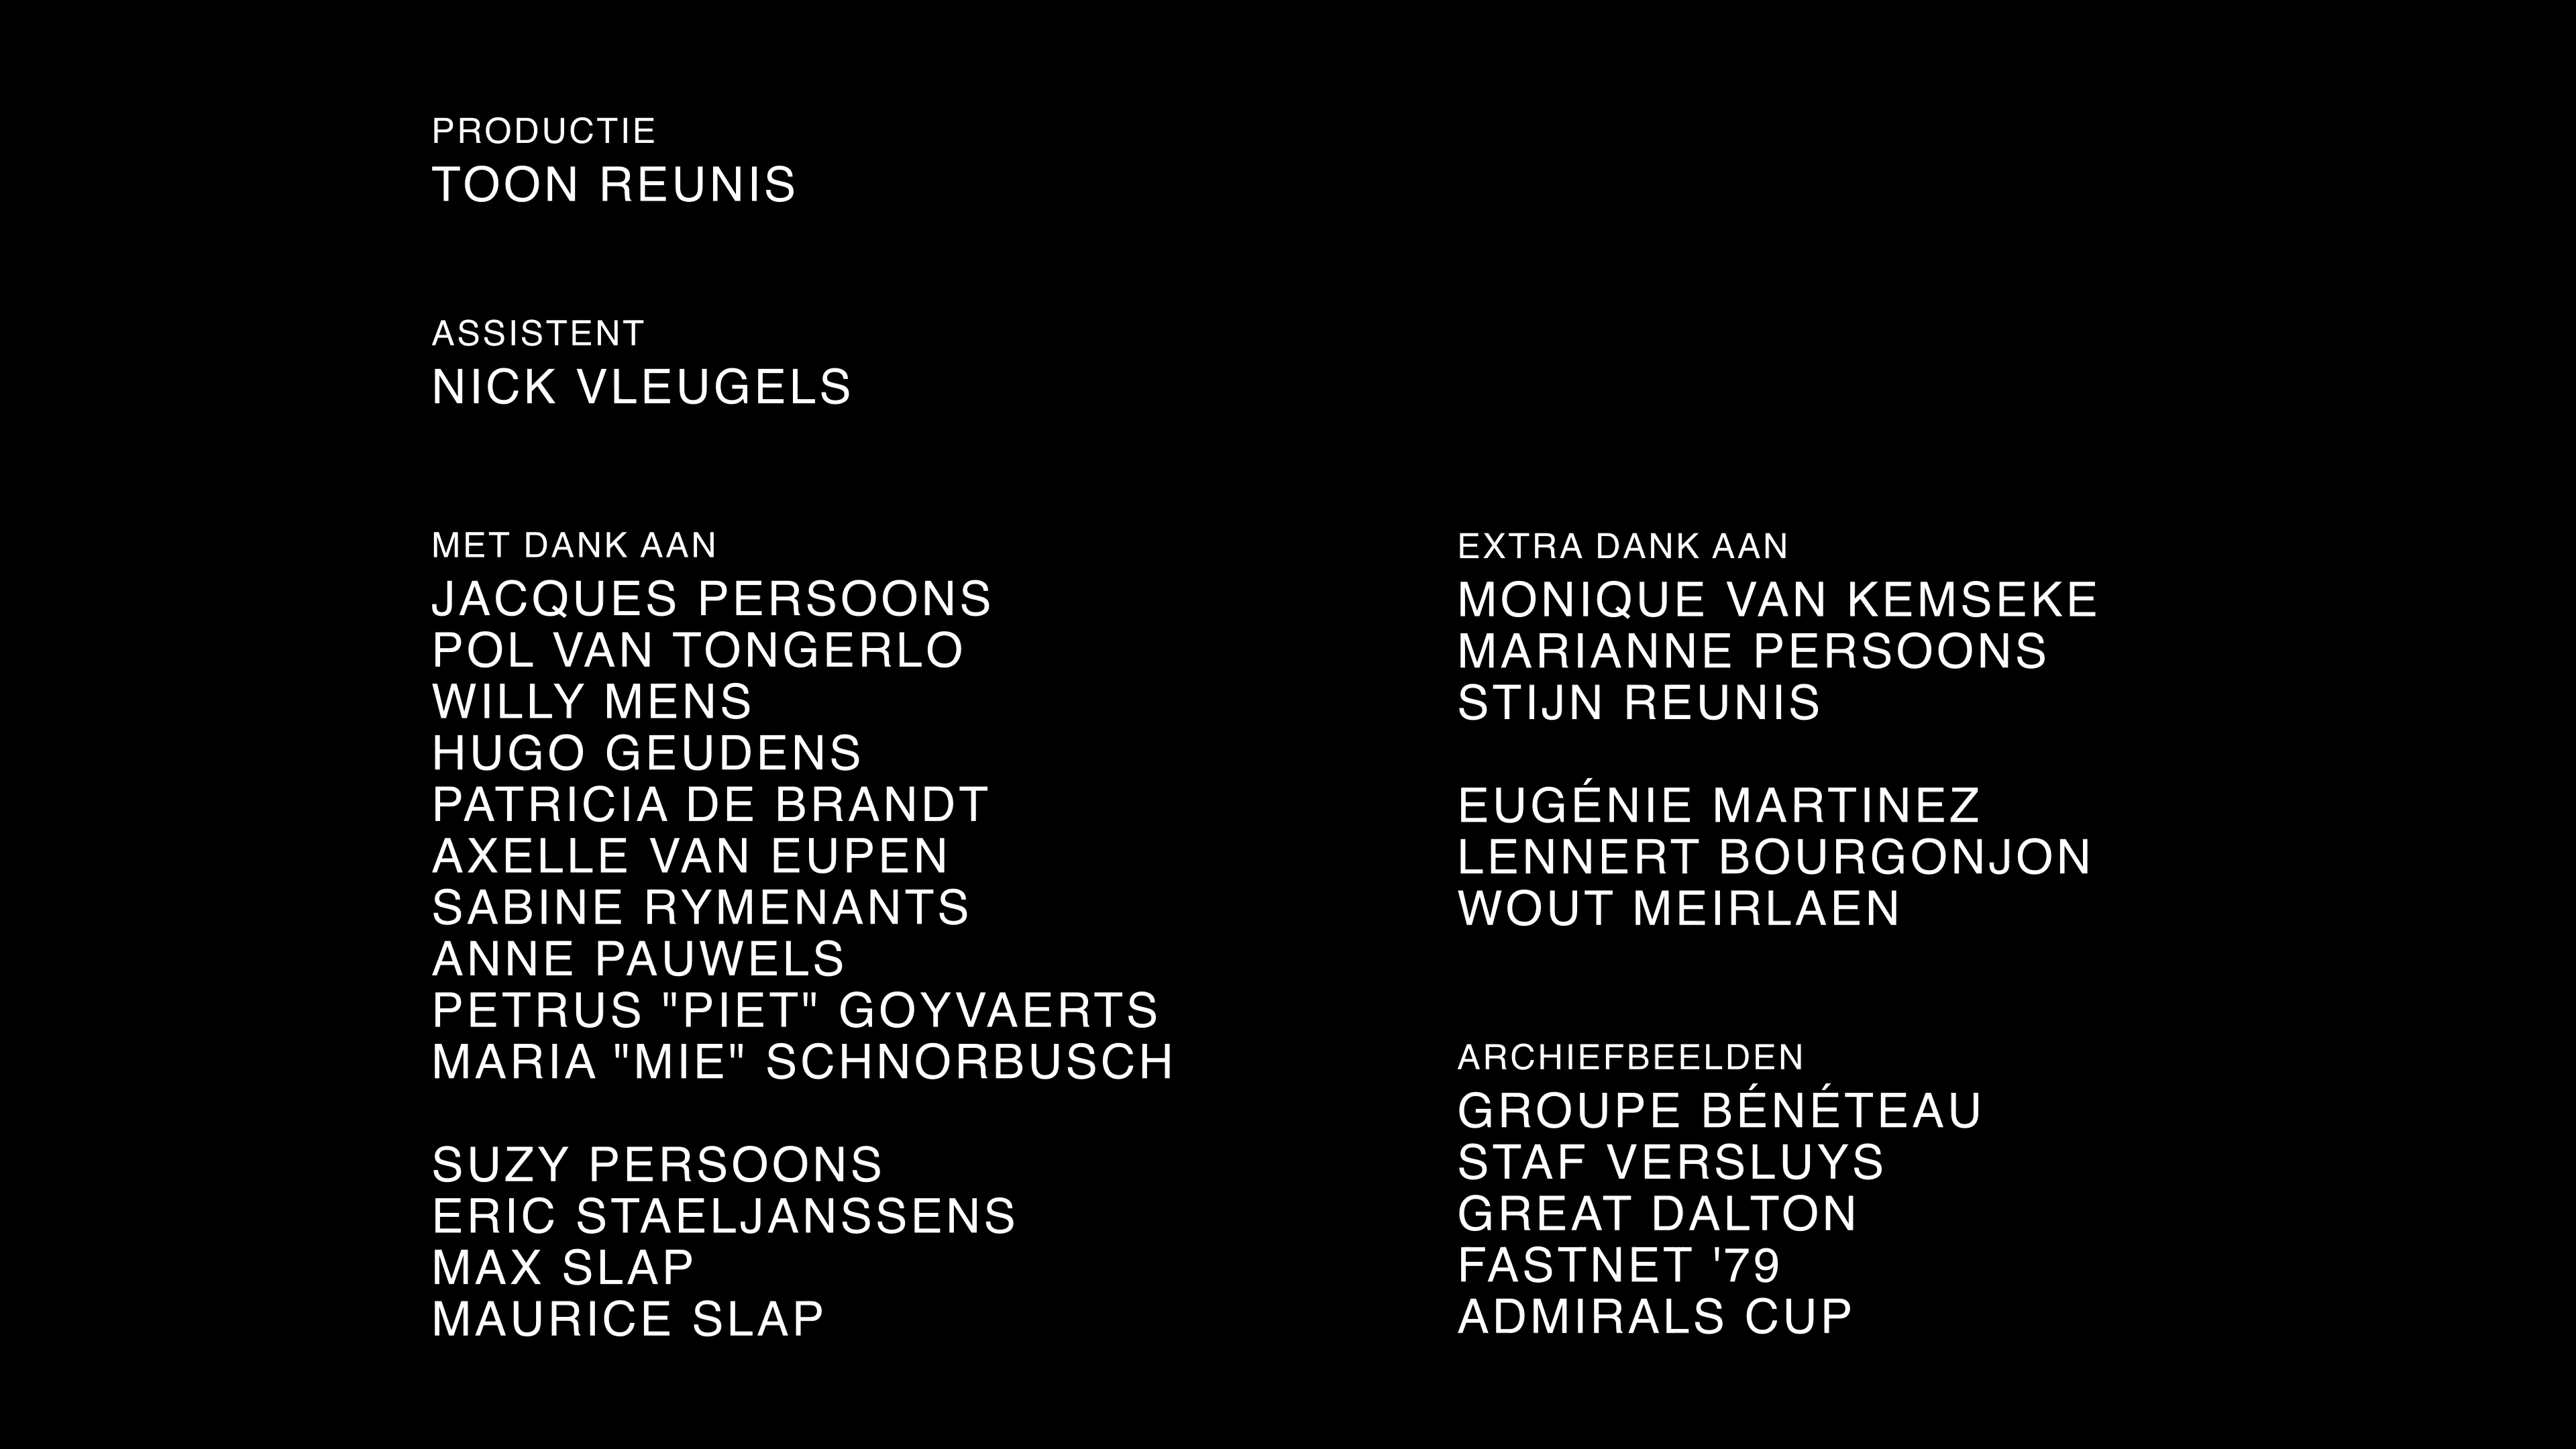 PRODUCTIE
TOON REUNIS
ASSISTENT
NICK VLEUGELS
MET DANK AAN
JACQUES PERSOONS
POL VAN TONGERLO
WILLY MENS
HUGO GEUDENS
PATRICIA DE BRANDT
AXELLE VAN EUPEN
SABINE RYMENANTS
ANNE PAUWELS
PETRUS "PIET" GOYVAERTS
MARIA "MIE" SCHNORBUSCH
SUZY PERSOONS
ERIC STAELJANSSENS
MAX SLAP
MAURICE SLAP
EXTRA DANK AAN
MONIQUE VAN KEMSEKE
MARIANNE PERSOONS
STIJN REUNIS
EUGÉNIE MARTINEZ
LENNERT BOURGONJON
WOUT MEIRLAEN
ARCHIEFBEELDEN
GROUPE BÉNÉTEAU
STAF VERSLUYS
GREAT DALTON
FASTNET '79
ADMIRALS CUP